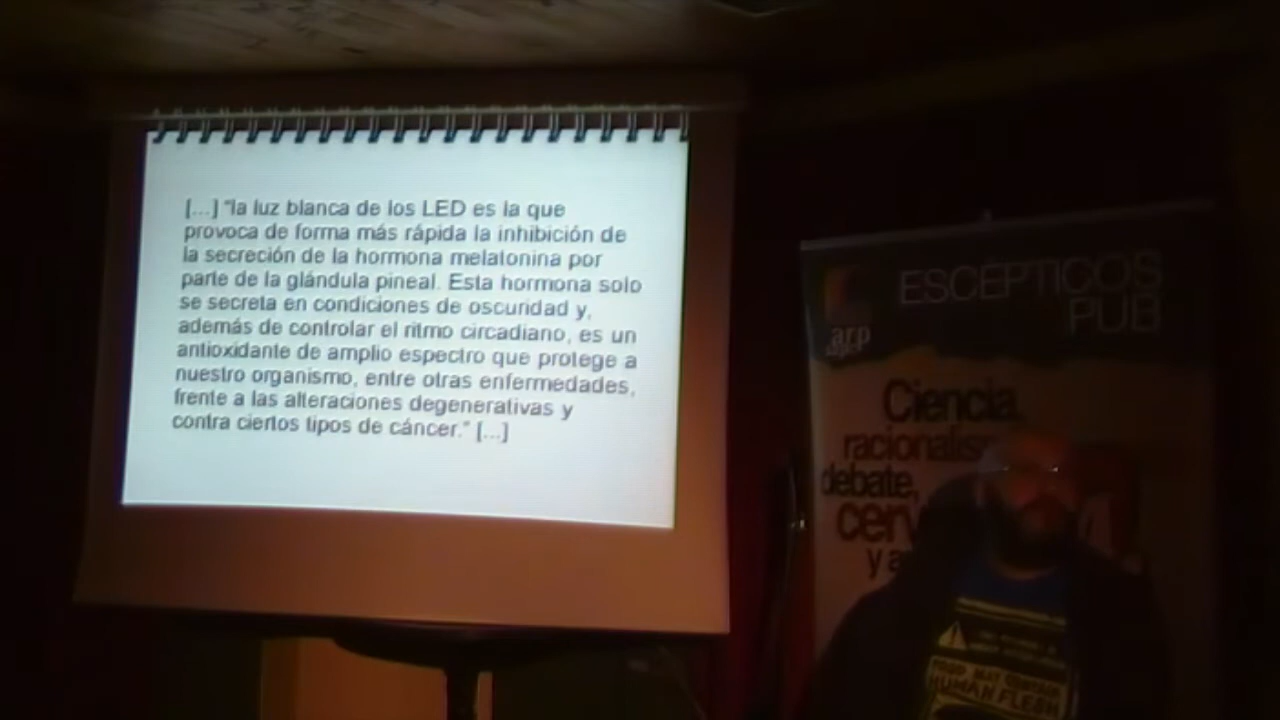 [...] "la luz blanca de los LED es la que
provoca de forma más rápida la inhibición de
la secreción de la hormona melatonina por
parte de la glándula pineal. Esta hormona solo
se secreta en condiciones de oscuridad y,
además de controlar el ritmo circadiano, es un
antioxidante de amplio espectro que protege a
nuestro organismo, entre otras enfermedades,
frente a las alteraciones degenerativas y
contra ciertos tipos de cáncer." [...]
ESCÉPTICOS
PUB
arp
Ciencia,
racionalis
debate,
cerv
y a
HUMAN FLESH